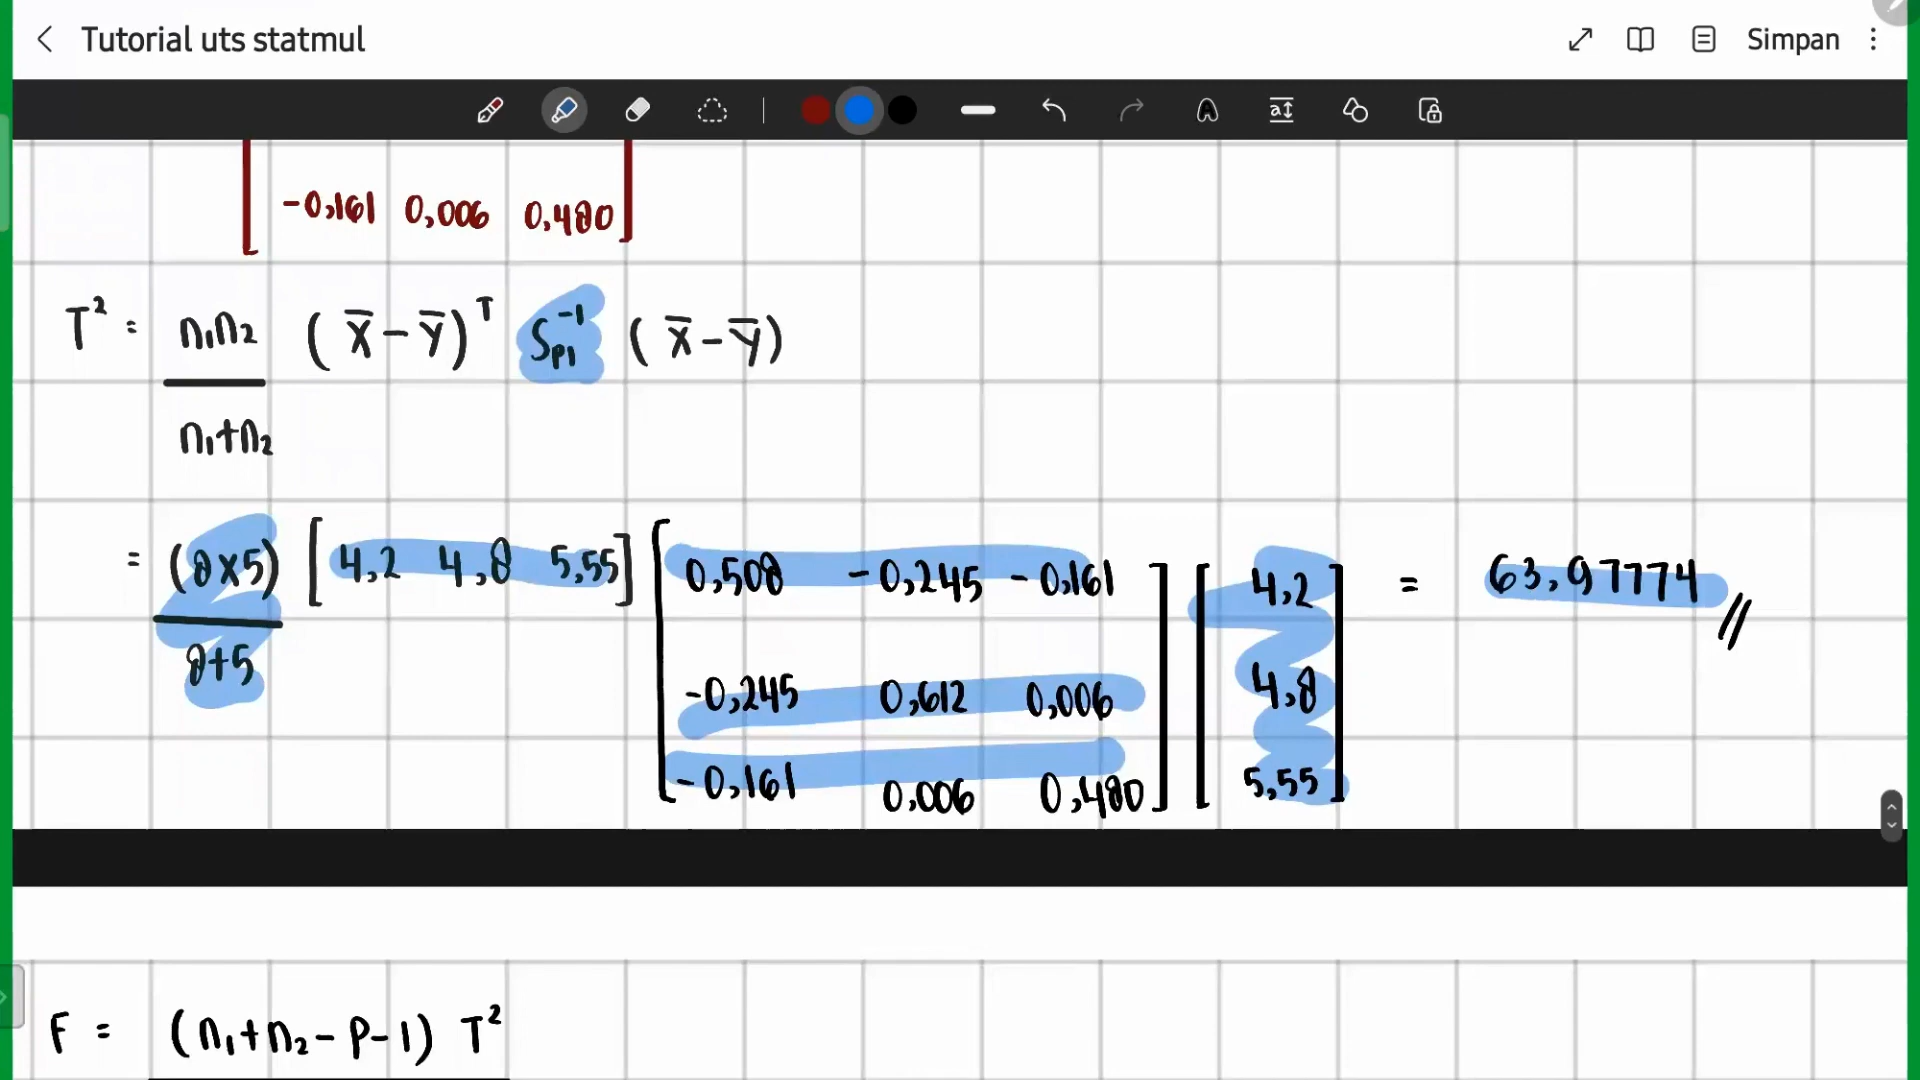 Tutorial uts statmul
Simpan
-0,161 0,006 0,480
T² = n₁n₂ / n₁+n₂ (X̅ - Y̅)ᵀ Sₚ₁⁻¹ (X̅ - Y̅)
= (8x5) / 8+5 [4,2 4,8 5,55] [0,508 -0,245 -0,161 [4,2 = 63,97774 //
-0,245 0,612 0,006 4,8
-0,161 0,006 0,480] 5,55]
F = (n₁+n₂-p-1) T²